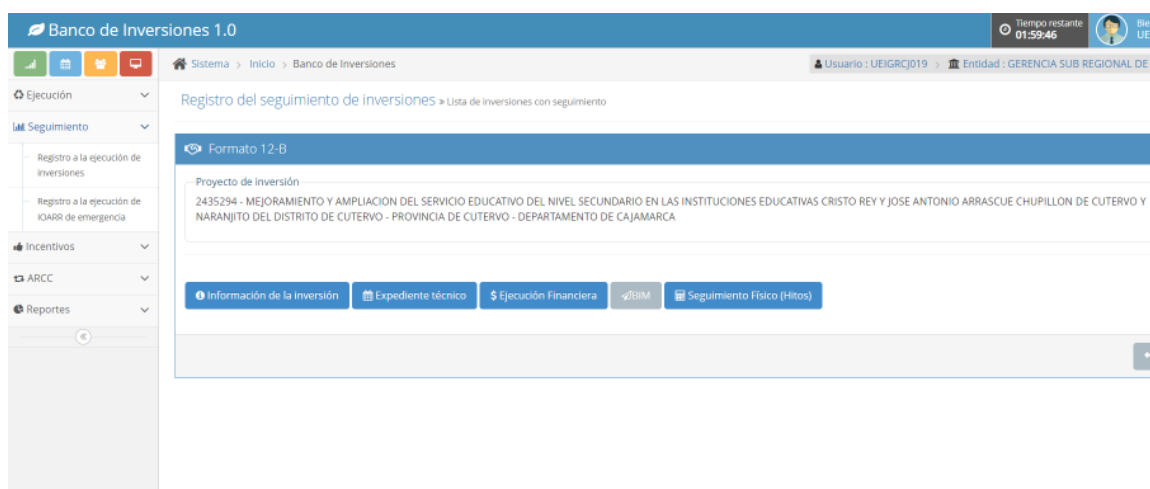 Banco de Inversiones 1.0
Tiempo restante
01:59:46
Bie
UE
Sistema > Inicio > Banco de Inversiones
Usuario : UEIGRCJ019 > Entidad : GERENCIA SUB REGIONAL DE
Ejecución
Seguimiento
Registro a la ejecución de
inversiones
Registro a la ejecución de
IOARR de emergencia
Incentivos
ARCC
Reportes
Registro del seguimiento de inversiones » Lista de inversiones con seguimiento
Formato 12-B
Proyecto de inversión
2435294 - MEJORAMIENTO Y AMPLIACION DEL SERVICIO EDUCATIVO DEL NIVEL SECUNDARIO EN LAS INSTITUCIONES EDUCATIVAS CRISTO REY Y JOSE ANTONIO ARRASCUE CHUPILLON DE CUTERVO Y
NARANJITO DEL DISTRITO DE CUTERVO - PROVINCIA DE CUTERVO - DEPARTAMENTO DE CAJAMARCA
Información de la inversión
Expediente técnico
$ Ejecución Financiera
BIM
Seguimiento Físico (Hitos)